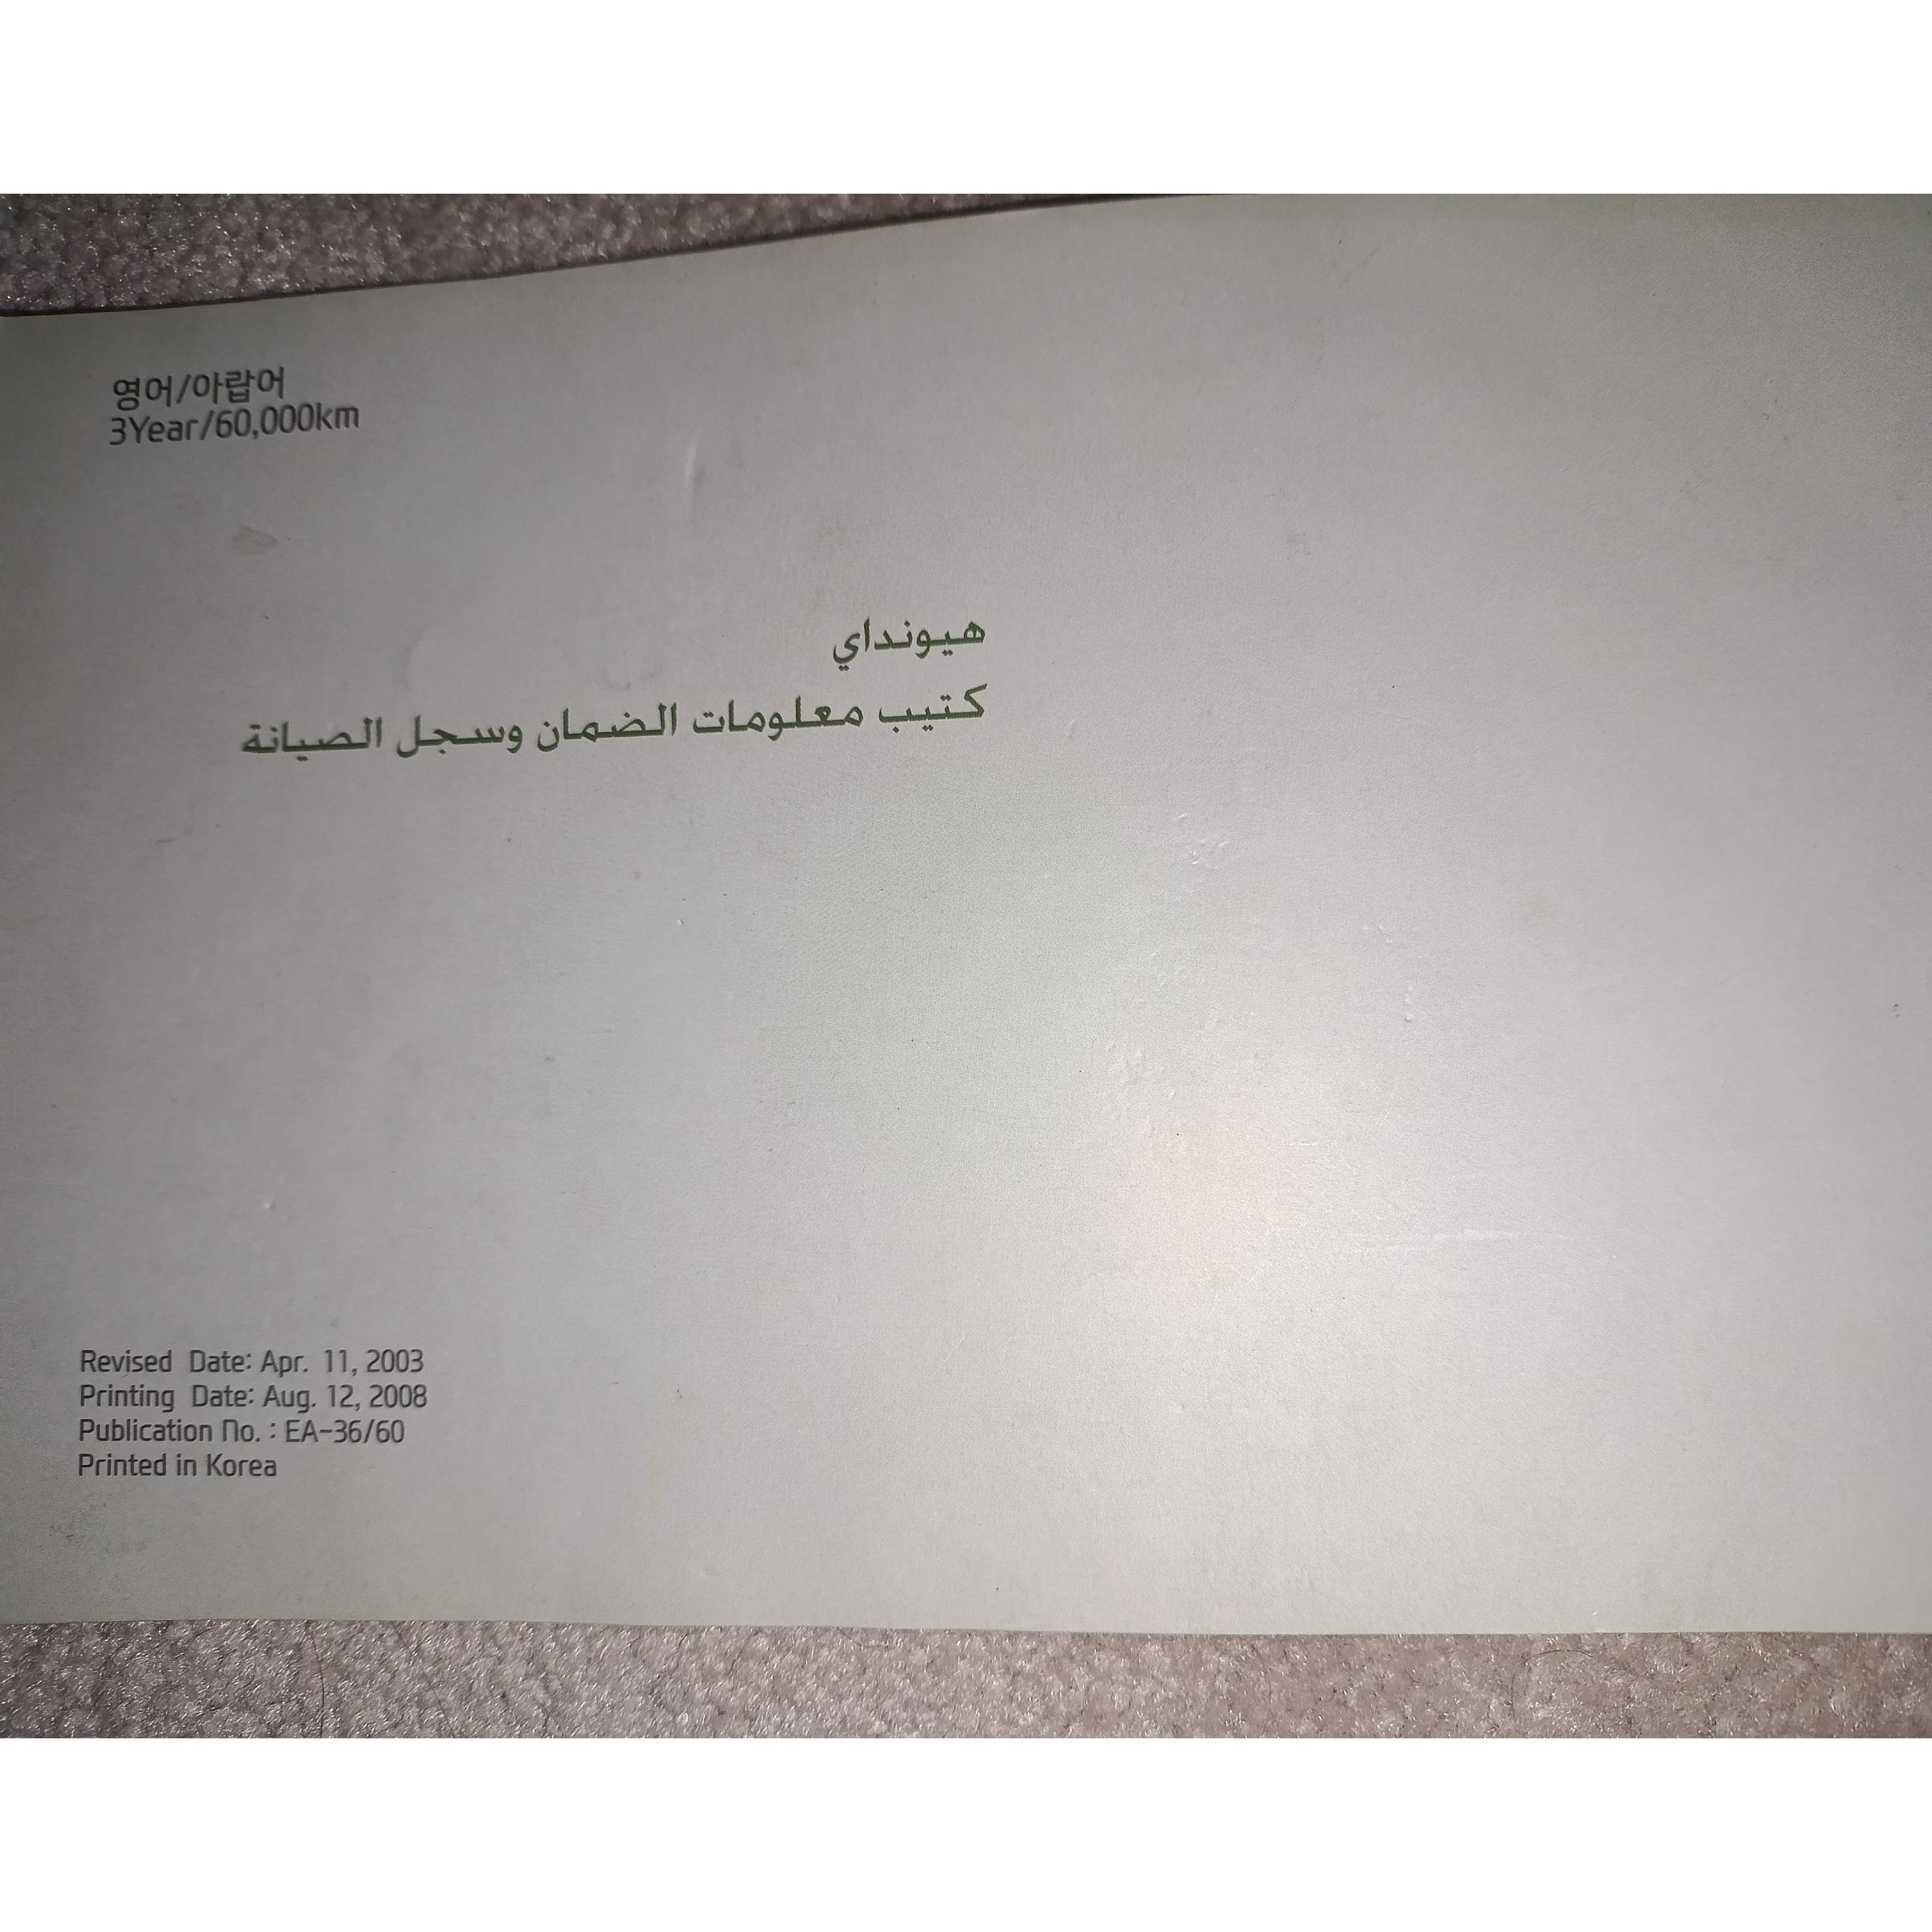 영어/아랍어
3Year/60,000km
هيونداي
كتيب معلومات الضمان وسجل الصيانة
Revised Date: Apr. 11, 2003
Printing Date: Aug. 12, 2008
Publication No. : EA-36/60
Printed in Korea